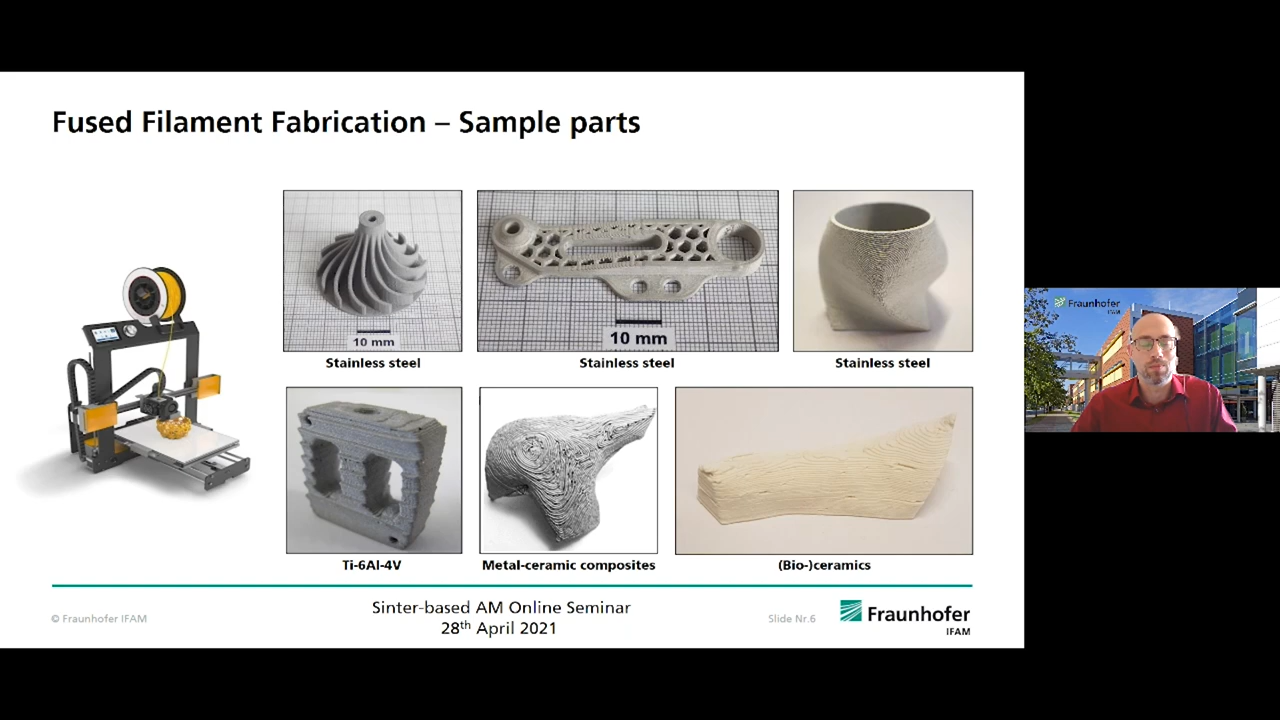 Fused Filament Fabrication – Sample parts
10 mm
10 mm
Stainless steel
Stainless steel
Stainless steel
Ti-6Al-4V
Metal-ceramic composites
(Bio-)ceramics
© Fraunhofer IFAM
Sinter-based AM Online Seminar
28th April 2021
Slide Nr.6
Fraunhofer
IFAM
Fraunhofer
IFAM